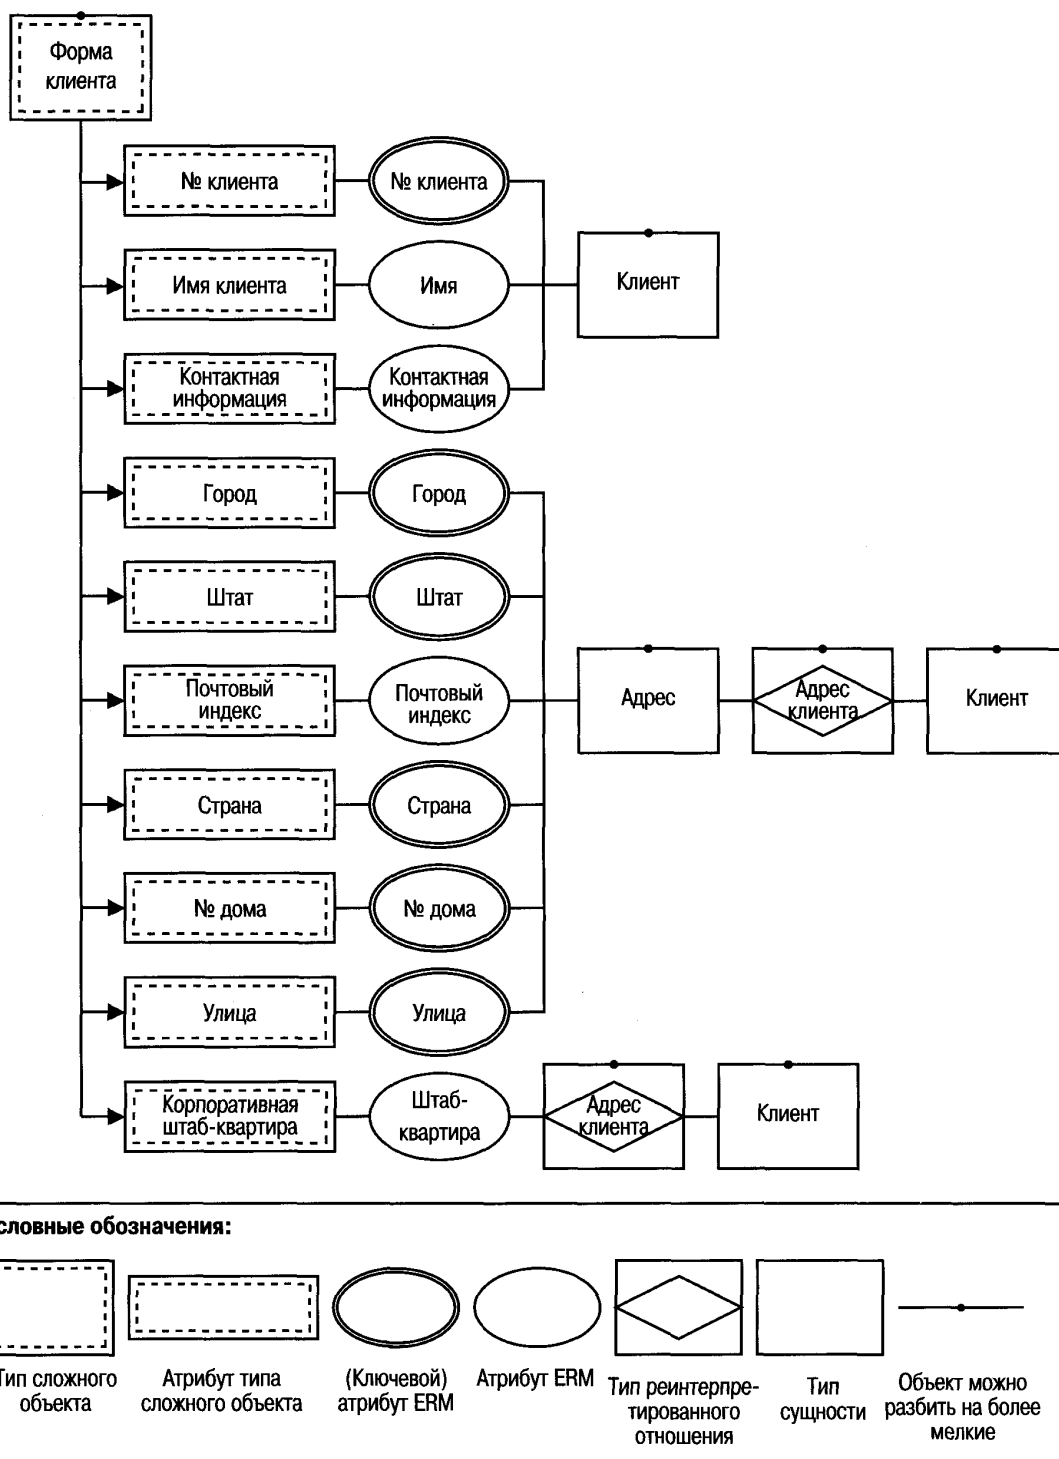 Форма
клиента
№ клиента
№ клиента
Имя клиента
Имя
Клиент
Контактная
информация
Контактная
информация
Город
Город
Штат
Штат
Почтовый
индекс
Почтовый
индекс
Адрес
Адрес
клиента
Клиент
Страна
Страна
№ дома
№ дома
Улица
Улица
Корпоративная
штаб-квартира
Штаб-
квартира
Адрес
клиента
Клиент
словные обозначения:
Тип сложного
объекта
Атрибут типа
сложного объекта
(Ключевой)
атрибут ERM
Атрибут ERM
Тип реинтерпре-
тированного
отношения
Тип
сущности
Объект можно
разбить на более
мелкие